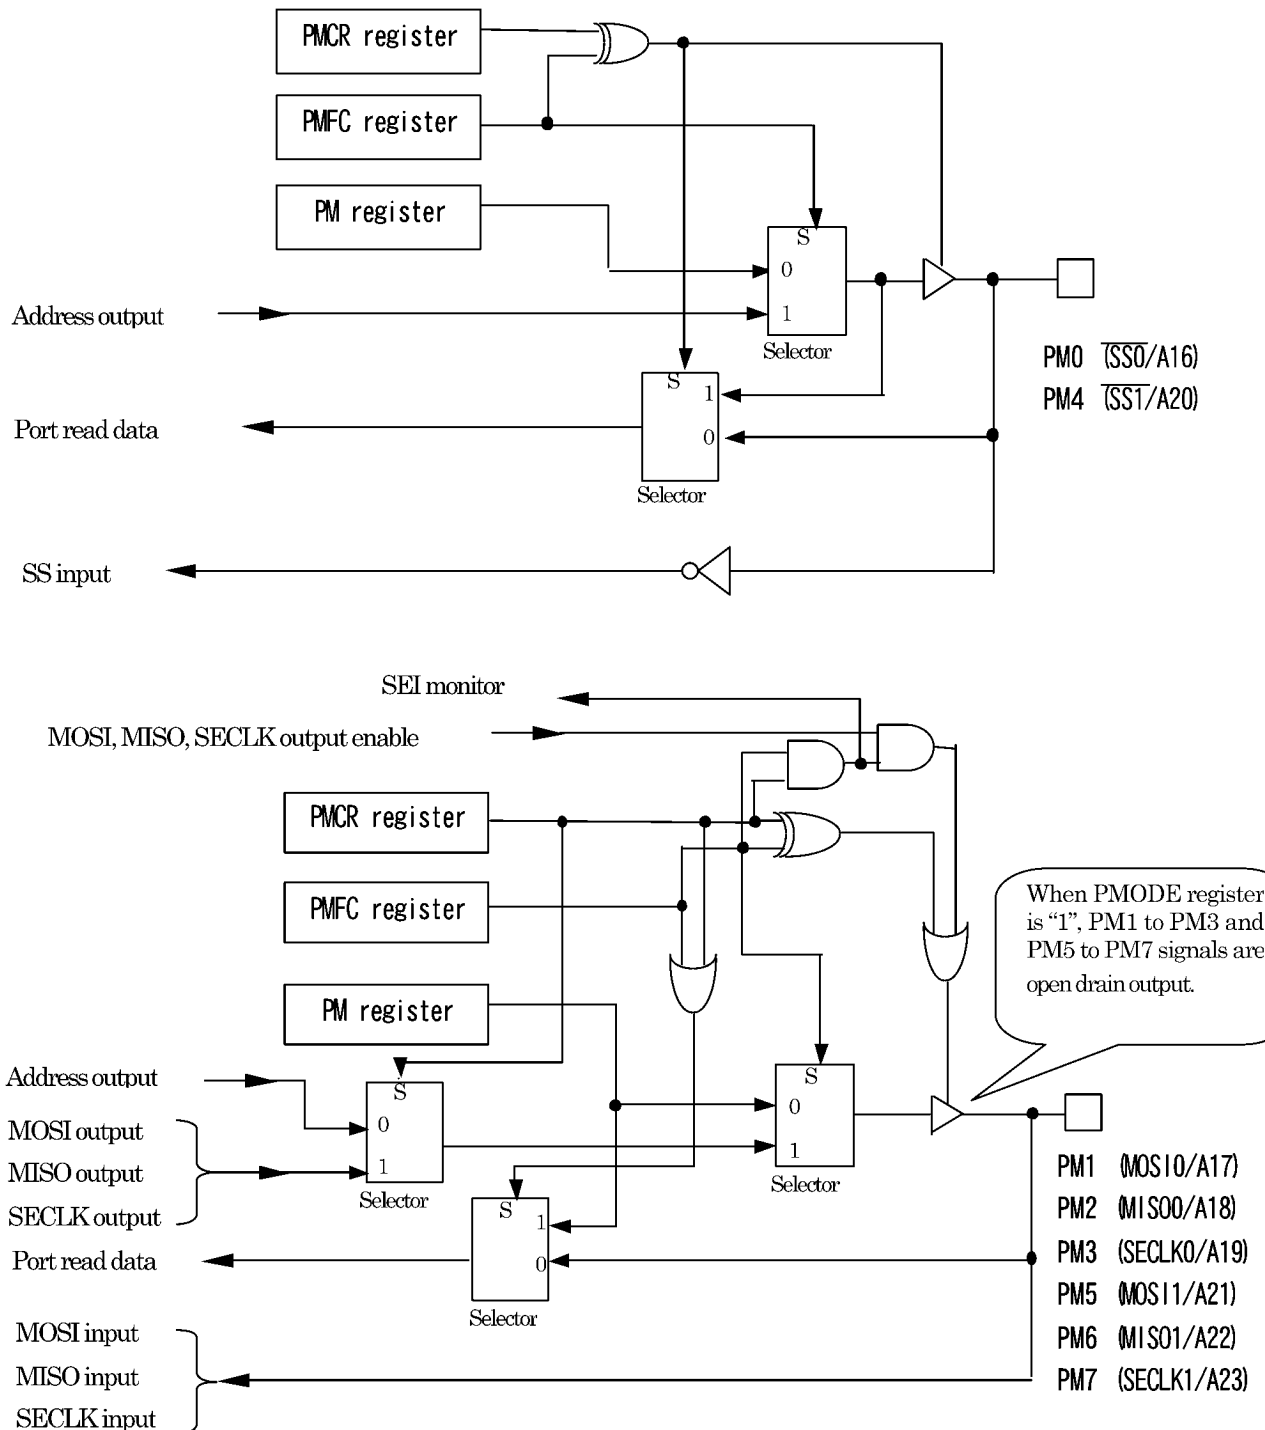 PMCR register
PMFC register
PM register
S
0
Address output
1
Selector
PM0 (SS0/A16)
S
1
PM4 (SS1/A20)
Port read data
0
Selector
SS input
SEI monitor
MOSI, MISO, SECLK output enable
PMCR register
PMFC register
When PMODE register
is “1”, PM1 to PM3 and
PM5 to PM7 signals are
open drain output.
PM register
Address output
S
0
S
0
MOSI output
MISO output
1
1
SECLK output
Selector
Selector
PM1 (MOSI0/A17)
PM2 (MISO0/A18)
S
1
Port read data
0
PM3 (SECLK0/A19)
PM5 (MOSI1/A21)
Selector
MOSI input
PM6 (MISO1/A22)
MISO input
PM7 (SECLK1/A23)
SECLK input